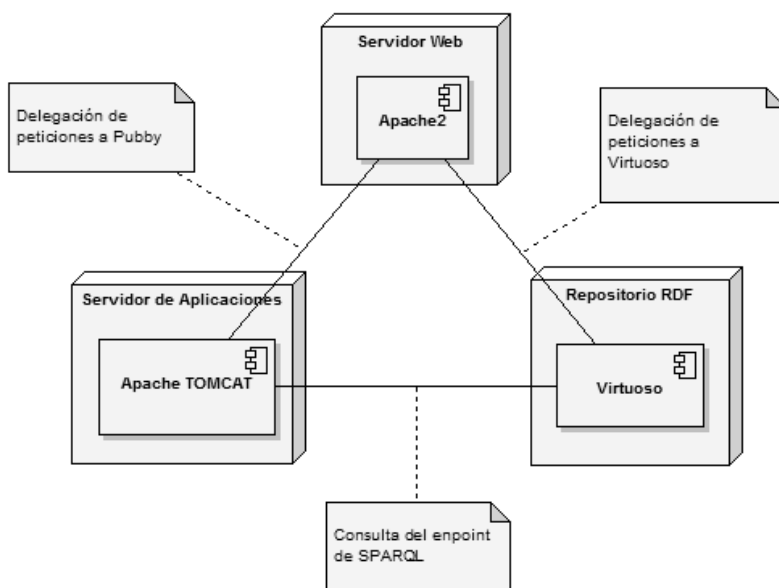 Servidor Web
Apache2
Delegación de
peticiones a Pubby
Delegación de
peticiones a
Virtuoso
Servidor de Aplicaciones
Apache TOMCAT
Repositorio RDF
Virtuoso
Consulta del enpoint
de SPARQL